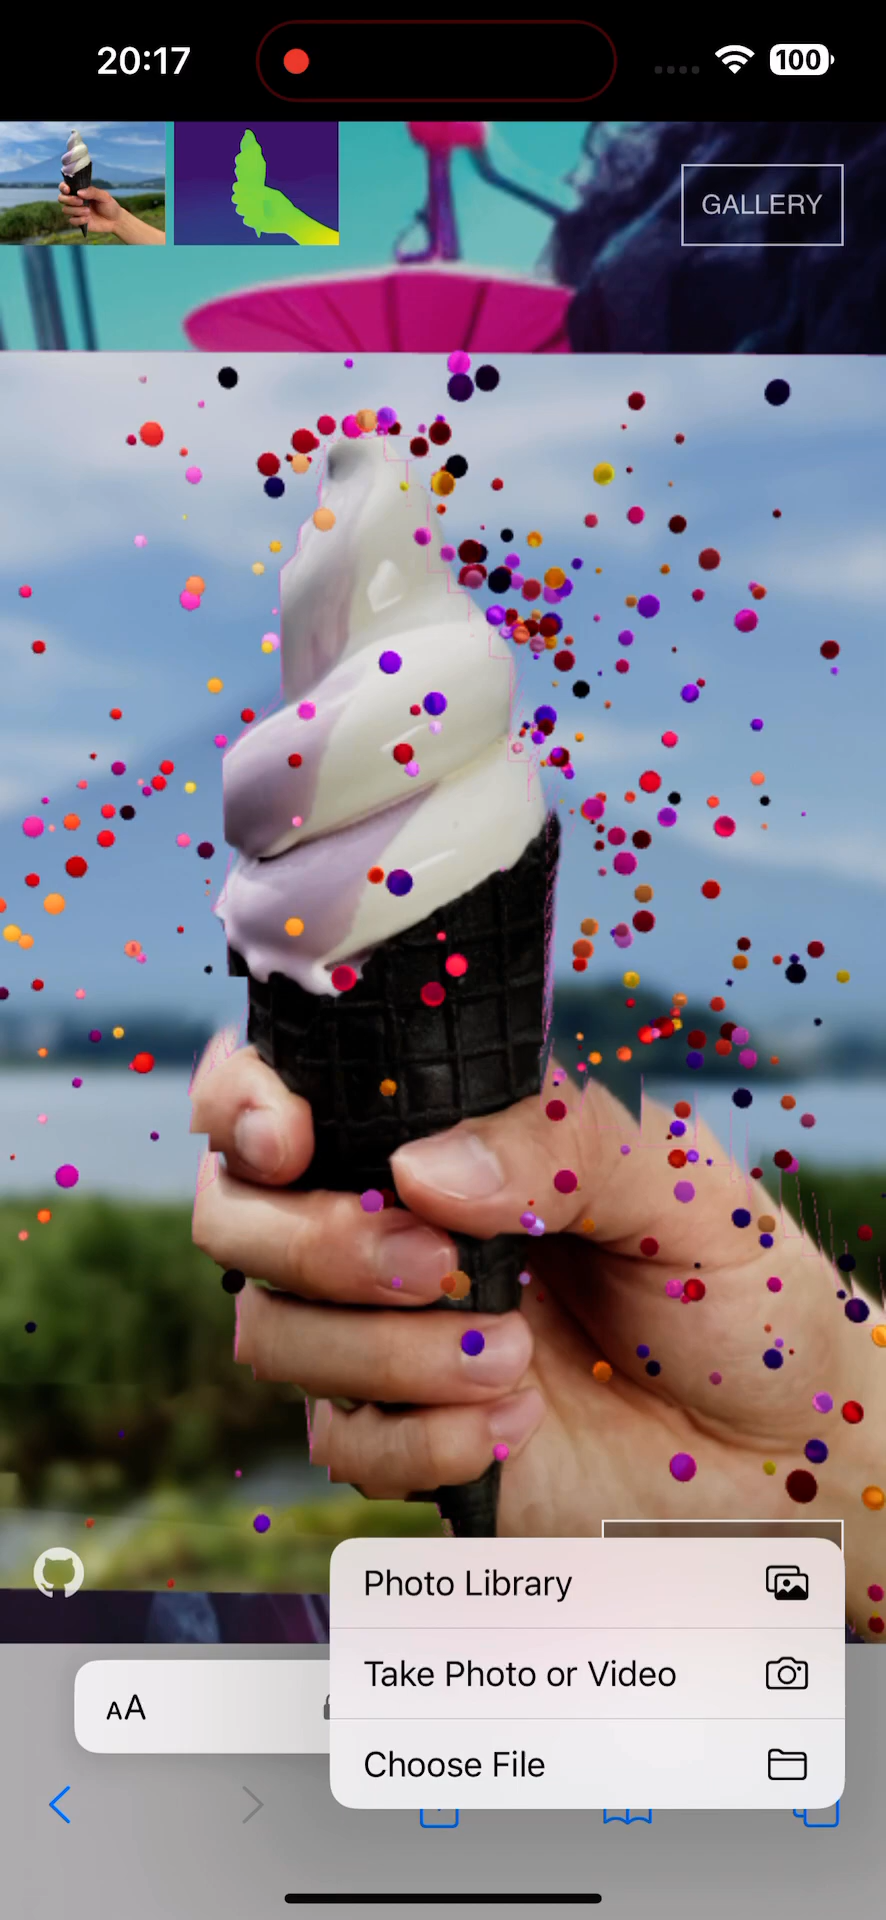 20:17
100
GALLERY
Photo Library
Take Photo or Video
AA
Choose File